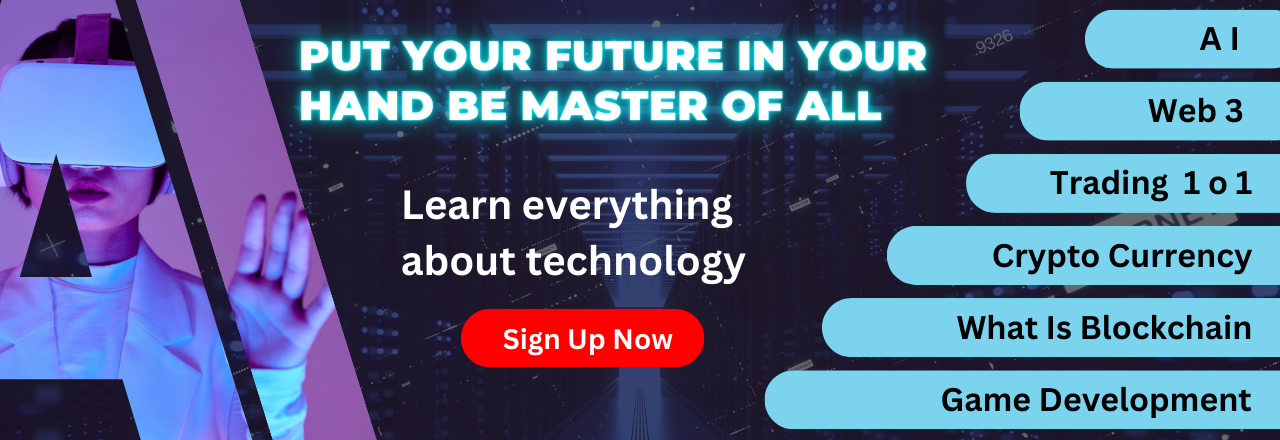 PUT YOUR FUTURE IN YOUR
HAND BE MASTER OF ALL
Learn everything
about technology
Sign Up Now
A I
Web 3
Trading 1 o 1
Crypto Currency
What Is Blockchain
Game Development
9326